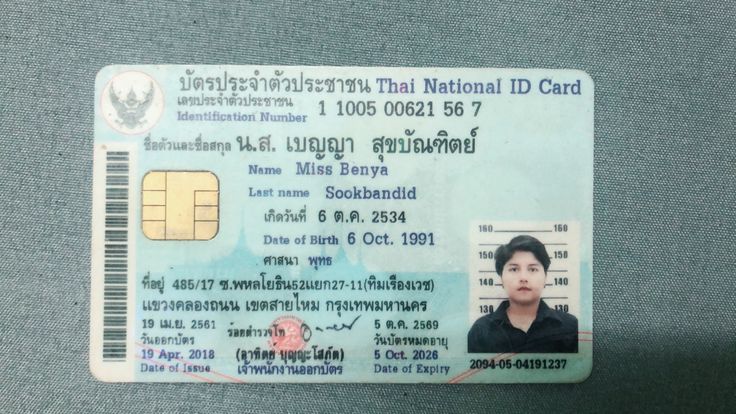 บัตรประจำตัวประชาชน Thai National ID Card
เลขประจำตัวประชาชน 1 1005 00621 56 7
Identification Number
ชื่อตัวและชื่อสกุล น.ส. เบญญา สุขบัณฑิตย์
Name Miss Benya
Last name Sookbandid
เกิดวันที่ 6 ต.ค. 2534
Date of Birth 6 Oct. 1991
ศาสนา พุทธ
ที่อยู่ 485/17 ซ.พหลโยธิน52แยก27-11(ทิมเรืองเวช)
แขวงคลองถนน เขตสายไหม กรุงเทพมหานคร
19 เม.ย. 2561
วันออกบัตร
19 Apr. 2018
Date of Issue
ร้อยตำรวจโท
(อาทิตย์ บุญญะโสภัต)
เจ้าพนักงานออกบัตร
5 ต.ค. 2569
วันบัตรหมดอายุ
5 Oct. 2026
Date of Expiry
160 160
150 150
140 140
130 130
2094-05-04191237